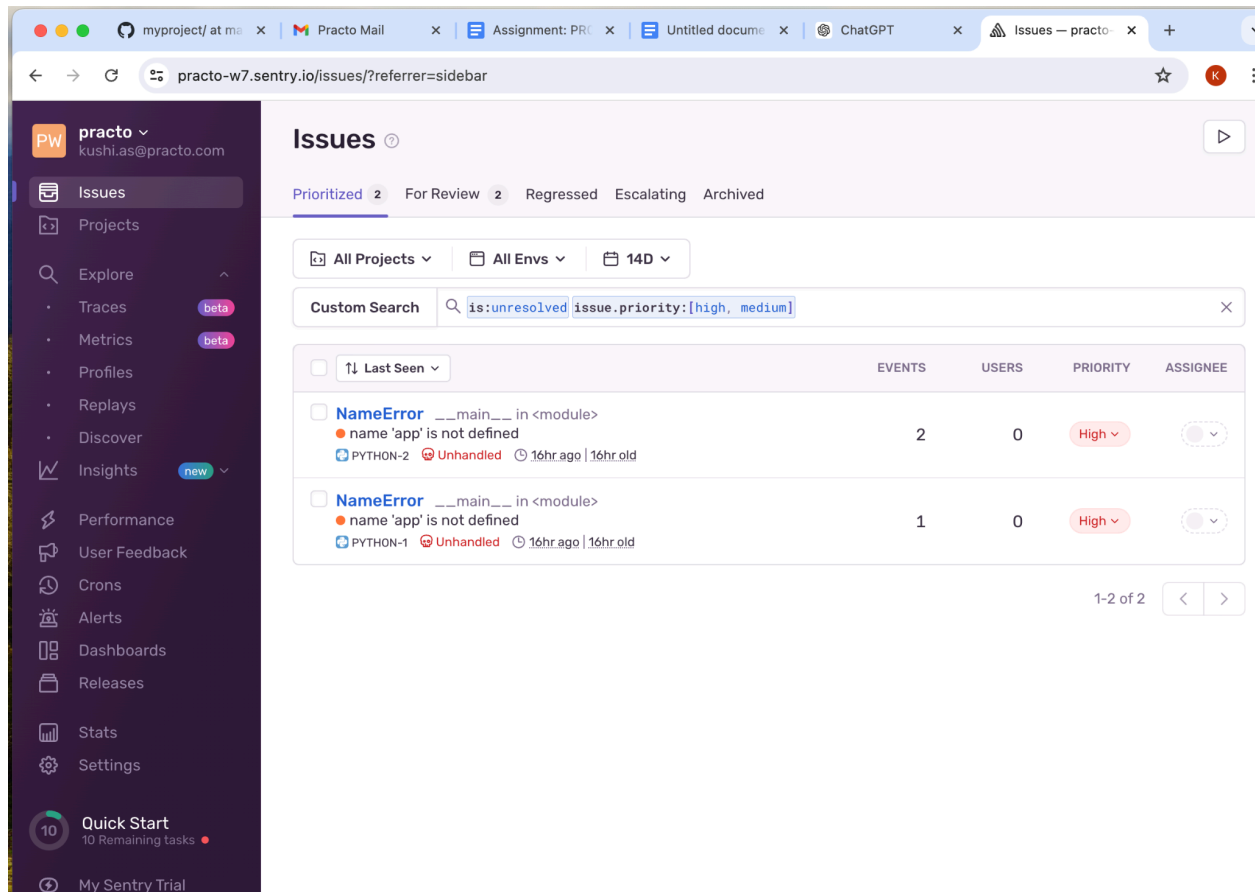 myproject/ at ma
Practo Mail
Assignment: PRO
Untitled docume
ChatGPT
Issues — practo-
practo-w7.sentry.io/issues/?referrer=sidebar
K
PW
practo
kushi.as@practo.com
Issues
Projects
Explore
Traces beta
Metrics beta
Profiles
Replays
Discover
Insights new
Performance
User Feedback
Crons
Alerts
Dashboards
Releases
Stats
Settings
10
Quick Start
10 Remaining tasks
My Sentry Trial
Issues ?
Prioritized 2 For Review 2 Regressed Escalating Archived
All Projects All Envs 14D
Custom Search is:unresolved issue.priority:[high, medium]
Last Seen EVENTS USERS PRIORITY ASSIGNEE
NameError __main__ in <module>
name 'app' is not defined
2 0 High
PYTHON-2 Unhandled 16hr ago | 16hr old
NameError __main__ in <module>
name 'app' is not defined
1 0 High
PYTHON-1 Unhandled 16hr ago | 16hr old
1-2 of 2